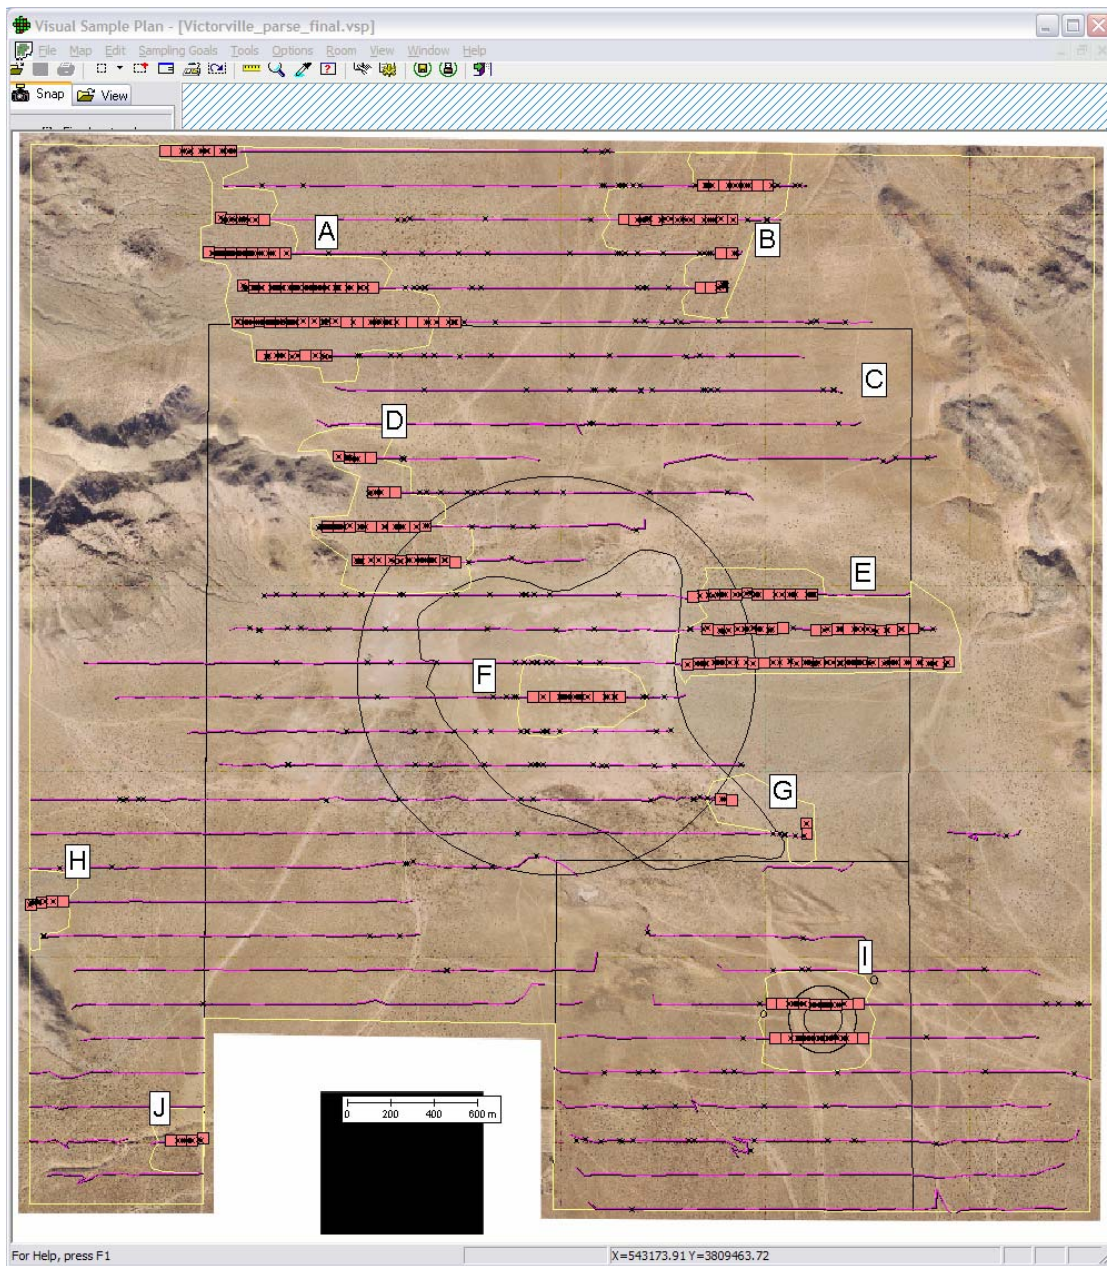 Visual Sample Plan - [Victorville_parse_final.vsp]
File Map Edit Sampling Goals Tools Options Room View Window Help
Snap View
A
B
C
D
E
F
G
H
I
J
0 200 400 600 m
For Help, press F1
X=543173.91 Y=3809463.72